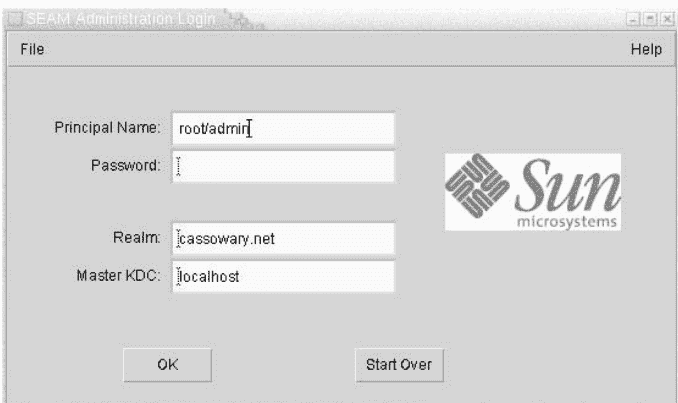 SEAM Administration Login
File Help
Principal Name: root/admin
Password:
Sun
microsystems
Realm: cassowary.net
Master KDC: localhost
OK Start Over